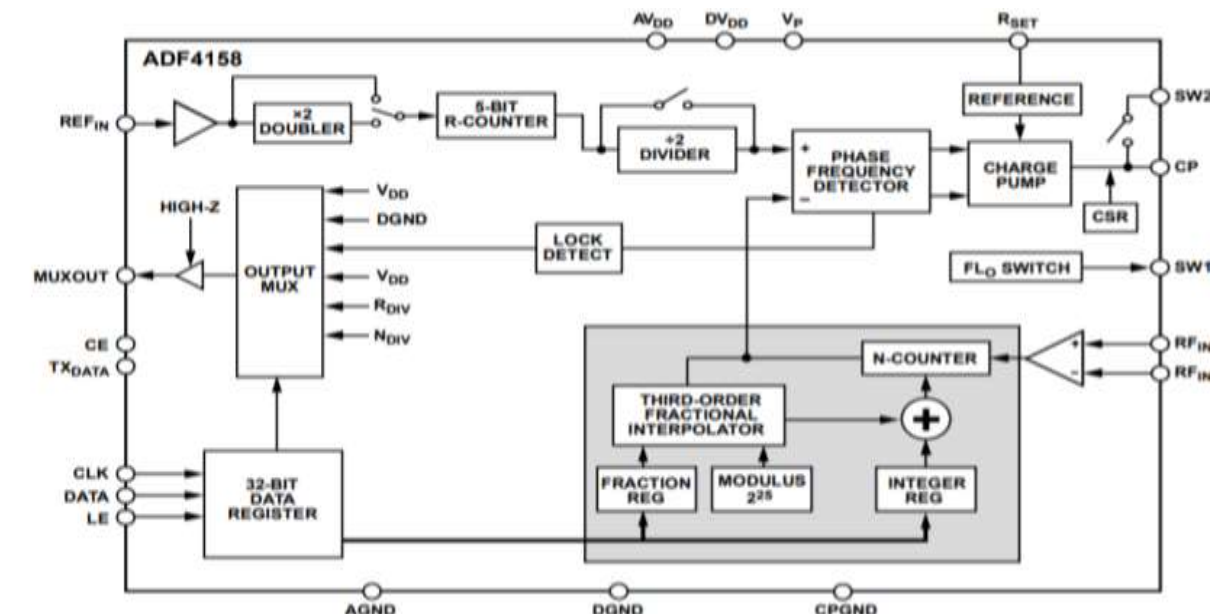 AVDD
DVDD
VP
RSET
ADF4158
REFIN
×2
DOUBLER
5-BIT
R-COUNTER
÷2
DIVIDER
PHASE
FREQUENCY
DETECTOR
REFERENCE
CHARGE
PUMP
SW2
CP
CSR
HIGH-Z
VDD
DGND
LOCK
DETECT
OUTPUT
MUX
MUXOUT
VDD
RDIV
NDIV
FLO SWITCH
SW1
CE
TXDATA
N-COUNTER
+
–
RFIN
RFIN
THIRD-ORDER
FRACTIONAL
INTERPOLATOR
+
CLK
DATA
LE
32-BIT
DATA
REGISTER
FRACTION
REG
MODULUS
2²⁵
INTEGER
REG
AGND
DGND
CPGND